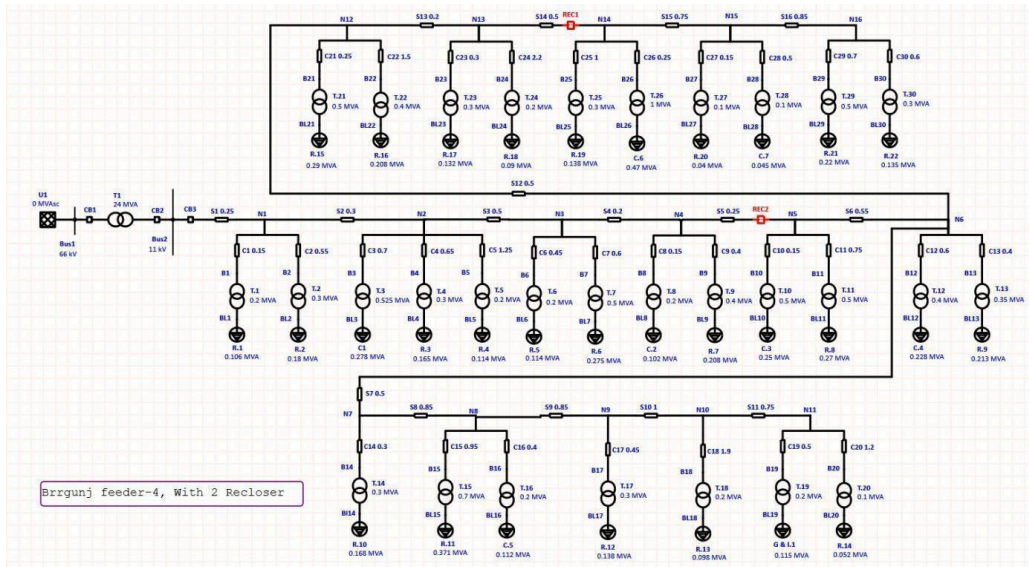 N12 S13 0.2 N13 S14 0.5 REC1 N14 S15 0.75 N15 S16 0.85 N16
C21 0.25 C22 1.5 C23 0.3 C24 2.2 C25 1 C26 0.25 C27 0.15 C28 0.5 C29 0.7 C30 0.6
B21 B22 B23 B24 B25 B26 B27 B28 B29 B30
T.21 T.22 T.23 T.24 T.25 T.26 T.27 T.28 T.29 T.30
0.5 MVA 0.4 MVA 0.3 MVA 0.2 MVA 0.3 MVA 1 MVA 0.1 MVA 0.1 MVA 0.5 MVA 0.3 MVA
BL21 BL22 BL23 BL24 BL25 BL26 BL27 BL28 BL29 BL30
R.15 R.16 R.17 R.18 R.19 C.6 R.20 C.7 R.21 R.22
0.29 MVA 0.208 MVA 0.132 MVA 0.09 MVA 0.138 MVA 0.47 MVA 0.04 MVA 0.045 MVA 0.22 MVA 0.135 MVA
S12 0.5
U1 T1
0 MVAsc 24 MVA
CB1 CB2 CB3 S1 0.25 N1 S2 0.3 N2 S3 0.5 N3 S4 0.2 N4 S5 0.25 REC2 N5 S6 0.55 N6
Bus1 Bus2
66 kV 11 kV
C1 0.15 C2 0.55 C3 0.7 C4 0.65 C5 1.25 C6 0.45 C7 0.6 C8 0.15 C9 0.4 C10 0.15 C11 0.75 C12 0.6 C13 0.4
B1 B2 B3 B4 B5 B6 B7 B8 B9 B10 B11 B12 B13
T.1 T.2 T.3 T.4 T.5 T.6 T.7 T.8 T.9 T.10 T.11 T.12 T.13
0.2 MVA 0.3 MVA 0.525 MVA 0.3 MVA 0.2 MVA 0.2 MVA 0.5 MVA 0.2 MVA 0.4 MVA 0.5 MVA 0.5 MVA 0.4 MVA 0.35 MVA
BL1 BL2 BL3 BL4 BL5 BL6 BL7 BL8 BL9 BL10 BL11 BL12 BL13
R.1 R.2 C1 R.3 R.4 R.5 R.6 C.2 R.7 C.3 R.8 C.4 R.9
0.106 MVA 0.18 MVA 0.278 MVA 0.165 MVA 0.114 MVA 0.114 MVA 0.275 MVA 0.102 MVA 0.208 MVA 0.25 MVA 0.27 MVA 0.228 MVA 0.213 MVA
S7 0.5
N7 S8 0.85 N8 S9 0.85 N9 S10 1 N10 S11 0.75 N11
C14 0.3 C15 0.95 C16 0.4 C17 0.45 C18 1.9 C19 0.5 C20 1.2
B14 B15 B16 B17 B18 B19 B20
T.14 T.15 T.16 T.17 T.18 T.19 T.20
0.3 MVA 0.7 MVA 0.2 MVA 0.3 MVA 0.2 MVA 0.2 MVA 0.1 MVA
Bl14 BL15 BL16 BL17 BL18 BL19 BL20
R.10 R.11 C.5 R.12 R.13 G & I.1 R.14
0.168 MVA 0.371 MVA 0.112 MVA 0.138 MVA 0.098 MVA 0.115 MVA 0.052 MVA
Brrgunj feeder-4, With 2 Recloser